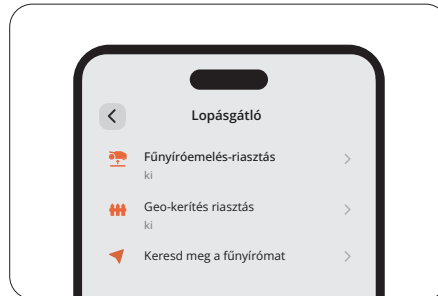 Lopásgátló
Fűnyíróemelés-riasztás
ki
Geo-kerítés riasztás
ki
Keresd meg a fűnyírómat